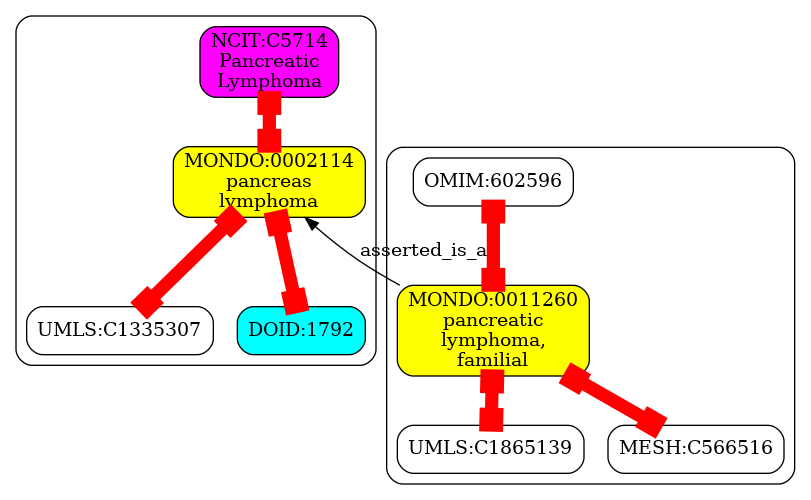 NCIT:C5714
Pancreatic
Lymphoma
MONDO:0002114
pancreas
lymphoma
UMLS:C1335307
DOID:1792
asserted_is_a
OMIM:602596
MONDO:0011260
pancreatic
lymphoma,
familial
UMLS:C1865139
MESH:C566516